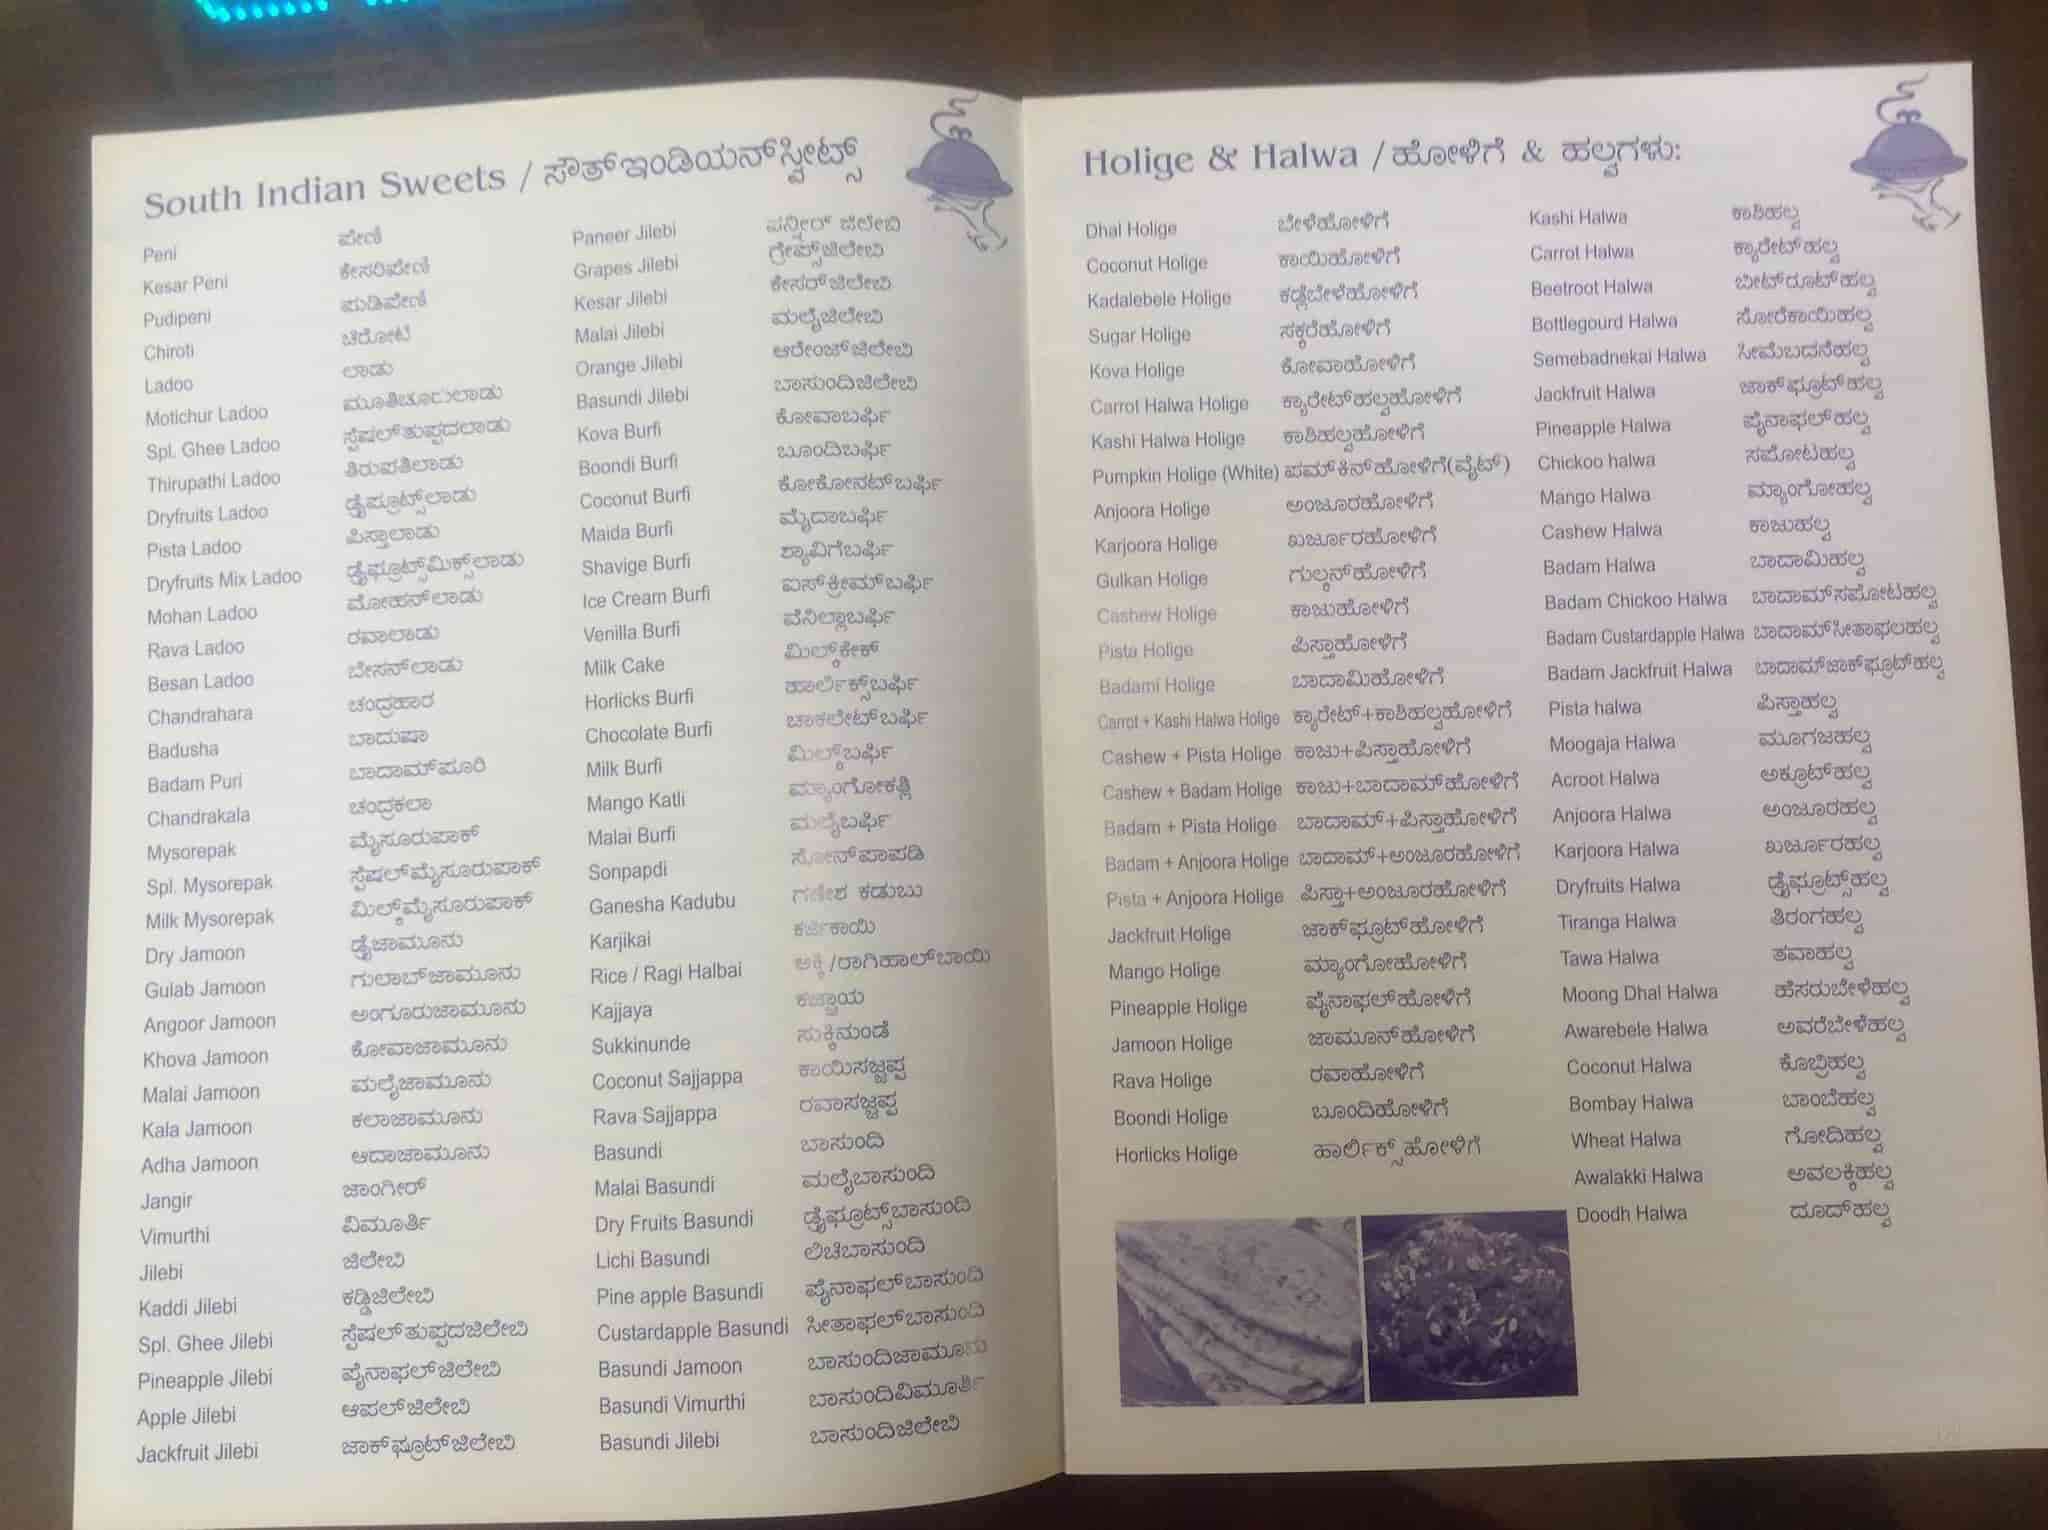 South Indian Sweets / ಸೌತ್ಇಂಡಿಯನ್‌ಸ್ವೀಟ್ಸ್
Peni ಪೇಣಿ
Kesar Peni ಕೇಸರಿಪೇಣಿ
Pudipeni ಪುಡಿಪೇಣಿ
Chiroti ಚಿರೋಟಿ
Ladoo ಲಾಡು
Motichur Ladoo ಮೂತಿಚೂರುಲಾಡು
Spl. Ghee Ladoo ಸ್ಪೆಷಲ್‌ತುಪ್ಪದಲಾಡು
Thirupathi Ladoo ತಿರುಪತಿಲಾಡು
Dryfruits Ladoo ಡ್ರೈಫ್ರೂಟ್ಸ್‌ಲಾಡು
Pista Ladoo ಪಿಸ್ತಾಲಾಡು
Dryfruits Mix Ladoo ಡ್ರೈಫ್ರೂಟ್ಸ್‌ಮಿಕ್ಸ್‌ಲಾಡು
Mohan Ladoo ಮೋಹನ್‌ಲಾಡು
Rava Ladoo ರವಾಲಾಡು
Besan Ladoo ಬೇಸನ್‌ಲಾಡು
Chandrahara ಚಂದ್ರಹಾರ
Badusha ಬಾದುಷಾ
Badam Puri ಬಾದಾಮ್‌ಪೂರಿ
Chandrakala ಚಂದ್ರಕಲಾ
Mysorepak ಮೈಸೂರುಪಾಕ್
Spl. Mysorepak ಸ್ಪೆಷಲ್‌ಮೈಸೂರುಪಾಕ್
Milk Mysorepak ಮಿಲ್ಕ್‌ಮೈಸೂರುಪಾಕ್
Dry Jamoon ಡ್ರೈಜಾಮೂನು
Gulab Jamoon ಗುಲಾಬ್‌ಜಾಮೂನು
Angoor Jamoon ಅಂಗೂರುಜಾಮೂನು
Khova Jamoon ಕೋವಾಜಾಮೂನು
Malai Jamoon ಮಲೈಜಾಮೂನು
Kala Jamoon ಕಲಾಜಾಮೂನು
Adha Jamoon ಆದಾಜಾಮೂನು
Jangir ಜಾಂಗೀರ್
Vimurthi ವಿಮೂರ್ತಿ
Jilebi ಜಿಲೇಬಿ
Kaddi Jilebi ಕಡ್ಡಿಜಿಲೇಬಿ
Spl. Ghee Jilebi ಸ್ಪೆಷಲ್‌ತುಪ್ಪದಜಿಲೇಬಿ
Pineapple Jilebi ಪೈನಾಫಲ್‌ಜಿಲೇಬಿ
Apple Jilebi ಆಪಲ್‌ಜಿಲೇಬಿ
Jackfruit Jilebi ಜಾಕ್‌ಫ್ರೂಟ್‌ಜಿಲೇಬಿ
Paneer Jilebi ಪನ್ನೀರ್ ಜಿಲೇಬಿ
Grapes Jilebi ಗ್ರೇಪ್ಸ್‌ಜಿಲೇಬಿ
Kesar Jilebi ಕೇಸರ್‌ಜಿಲೇಬಿ
Malai Jilebi ಮಲೈಜಿಲೇಬಿ
Orange Jilebi ಆರೇಂಜ್‌ಜಿಲೇಬಿ
Basundi Jilebi ಬಾಸುಂದಿಜಿಲೇಬಿ
Kova Burfi ಕೋವಾಬರ್ಫಿ
Boondi Burfi ಬೂಂದಿಬರ್ಫಿ
Coconut Burfi ಕೋಕೋನಟ್‌ಬರ್ಫಿ
Maida Burfi ಮೈದಾಬರ್ಫಿ
Shavige Burfi ಶ್ಯಾವಿಗೆಬರ್ಫಿ
Ice Cream Burfi ಐಸ್‌ಕ್ರೀಮ್‌ಬರ್ಫಿ
Venilla Burfi ವೆನಿಲ್ಲಾಬರ್ಫಿ
Milk Cake ಮಿಲ್ಕ್‌ಕೇಕ್
Horlicks Burfi ಹಾರ್ಲಿಕ್ಸ್‌ಬರ್ಫಿ
Chocolate Burfi ಚಾಕಲೇಟ್‌ಬರ್ಫಿ
Milk Burfi ಮಿಲ್ಕ್‌ಬರ್ಫಿ
Mango Katli ಮ್ಯಾಂಗೋಕತ್ಲಿ
Malai Burfi ಮಲೈಬರ್ಫಿ
Sonpapdi ಸೋನ್‌ಪಾಪಡಿ
Ganesha Kadubu ಗಣೇಶ ಕಡುಬು
Karjikai ಕರ್ಜಿಕಾಯಿ
Rice / Ragi Halbai ಅಕ್ಕಿ/ರಾಗಿಹಾಲ್‌ಬಾಯಿ
Kajjaya ಕಜ್ಜಾಯ
Sukkinunde ಸುಕ್ಕಿನುಂಡೆ
Coconut Sajjappa ಕಾಯಿಸಜ್ಜಪ್ಪ
Rava Sajjappa ರವಾಸಜ್ಜಪ್ಪ
Basundi ಬಾಸುಂದಿ
Malai Basundi ಮಲೈಬಾಸುಂದಿ
Dry Fruits Basundi ಡ್ರೈಫ್ರೂಟ್ಸ್‌ಬಾಸುಂದಿ
Lichi Basundi ಲಿಚಿಬಾಸುಂದಿ
Pine apple Basundi ಪೈನಾಫಲ್‌ಬಾಸುಂದಿ
Custardapple Basundi ಸೀತಾಫಲ್‌ಬಾಸುಂದಿ
Basundi Jamoon ಬಾಸುಂದಿಜಾಮೂನು
Basundi Vimurthi ಬಾಸುಂದಿವಿಮೂರ್ತಿ
Basundi Jilebi ಬಾಸುಂದಿಜಿಲೇಬಿ
Holige & Halwa / ಹೋಳಿಗೆ & ಹಲ್ವಗಳು:
Dhal Holige ಬೇಳೆಹೋಳಿಗೆ
Coconut Holige ಕಾಯಿಹೋಳಿಗೆ
Kadalebele Holige ಕಡ್ಲೆಬೇಳೆಹೋಳಿಗೆ
Sugar Holige ಸಕ್ಕರೆಹೋಳಿಗೆ
Kova Holige ಕೋವಾಹೋಳಿಗೆ
Carrot Halwa Holige ಕ್ಯಾರೇಟ್‌ಹಲ್ವಹೋಳಿಗೆ
Kashi Halwa Holige ಕಾಶಿಹಲ್ವಹೋಳಿಗೆ
Pumpkin Holige (White) ಪಮ್‌ಕಿನ್‌ಹೋಳಿಗೆ(ವೈಟ್)
Anjoora Holige ಅಂಜೂರಹೋಳಿಗೆ
Karjoora Holige ಖರ್ಜೂರಹೋಳಿಗೆ
Gulkan Holige ಗುಲ್ಕನ್‌ಹೋಳಿಗೆ
Cashew Holige ಕಾಜುಹೋಳಿಗೆ
Pista Holige ಪಿಸ್ತಾಹೋಳಿಗೆ
Badami Holige ಬಾದಾಮಿಹೋಳಿಗೆ
Carrot + Kashi Halwa Holige ಕ್ಯಾರೇಟ್+ಕಾಶಿಹಲ್ವಹೋಳಿಗೆ
Cashew + Pista Holige ಕಾಜು+ಪಿಸ್ತಾಹೋಳಿಗೆ
Cashew + Badam Holige ಕಾಜು+ಬಾದಾಮ್‌ಹೋಳಿಗೆ
Badam + Pista Holige ಬಾದಾಮ್+ಪಿಸ್ತಾಹೋಳಿಗೆ
Badam + Anjoora Holige ಬಾದಾಮ್+ಅಂಜೂರಹೋಳಿಗೆ
Pista + Anjoora Holige ಪಿಸ್ತಾ+ಅಂಜೂರಹೋಳಿಗೆ
Jackfruit Holige ಜಾಕ್‌ಫ್ರೂಟ್‌ಹೋಳಿಗೆ
Mango Holige ಮ್ಯಾಂಗೋಹೋಳಿಗೆ
Pineapple Holige ಪೈನಾಫಲ್‌ಹೋಳಿಗೆ
Jamoon Holige ಜಾಮೂನ್‌ಹೋಳಿಗೆ
Rava Holige ರವಾಹೋಳಿಗೆ
Boondi Holige ಬೂಂದಿಹೋಳಿಗೆ
Horlicks Holige ಹಾರ್ಲಿಕ್ಸ್‌ಹೋಳಿಗೆ
Kashi Halwa ಕಾಶಿಹಲ್ವ
Carrot Halwa ಕ್ಯಾರೇಟ್‌ಹಲ್ವ
Beetroot Halwa ಬೀಟ್‌ರೂಟ್‌ಹಲ್ವ
Bottlegourd Halwa ಸೋರೆಕಾಯಿಹಲ್ವ
Semebadnekai Halwa ಸೀಮೆಬದನೆಹಲ್ವ
Jackfruit Halwa ಜಾಕ್‌ಫ್ರೂಟ್‌ಹಲ್ವ
Pineapple Halwa ಪೈನಾಫಲ್‌ಹಲ್ವ
Chickoo halwa ಸಪೋಟಹಲ್ವ
Mango Halwa ಮ್ಯಾಂಗೋಹಲ್ವ
Cashew Halwa ಕಾಜುಹಲ್ವ
Badam Halwa ಬಾದಾಮಿಹಲ್ವ
Badam Chickoo Halwa ಬಾದಾಮ್‌ಸಪೋಟಹಲ್ವ
Badam Custardapple Halwa ಬಾದಾಮ್‌ಸೀತಾಫಲಹಲ್ವ
Badam Jackfruit Halwa ಬಾದಾಮ್‌ಜಾಕ್‌ಫ್ರೂಟ್‌ಹಲ್ವ
Pista halwa ಪಿಸ್ತಾಹಲ್ವ
Moogaja Halwa ಮೂಗಜಹಲ್ವ
Acroot Halwa ಅಕ್ರೂಟ್‌ಹಲ್ವ
Anjoora Halwa ಅಂಜೂರಹಲ್ವ
Karjoora Halwa ಖರ್ಜೂರಹಲ್ವ
Dryfruits Halwa ಡ್ರೈಫ್ರೂಟ್ಸ್‌ಹಲ್ವ
Tiranga Halwa ತಿರಂಗಹಲ್ವ
Tawa Halwa ತವಾಹಲ್ವ
Moong Dhal Halwa ಹೆಸರುಬೇಳೆಹಲ್ವ
Awarebele Halwa ಅವರೆಬೇಳೆಹಲ್ವ
Coconut Halwa ಕೊಬ್ರಿಹಲ್ವ
Bombay Halwa ಬಾಂಬೆಹಲ್ವ
Wheat Halwa ಗೋದಿಹಲ್ವ
Awalakki Halwa ಅವಲಕ್ಕಿಹಲ್ವ
Doodh Halwa ದೂದ್‌ಹಲ್ವ